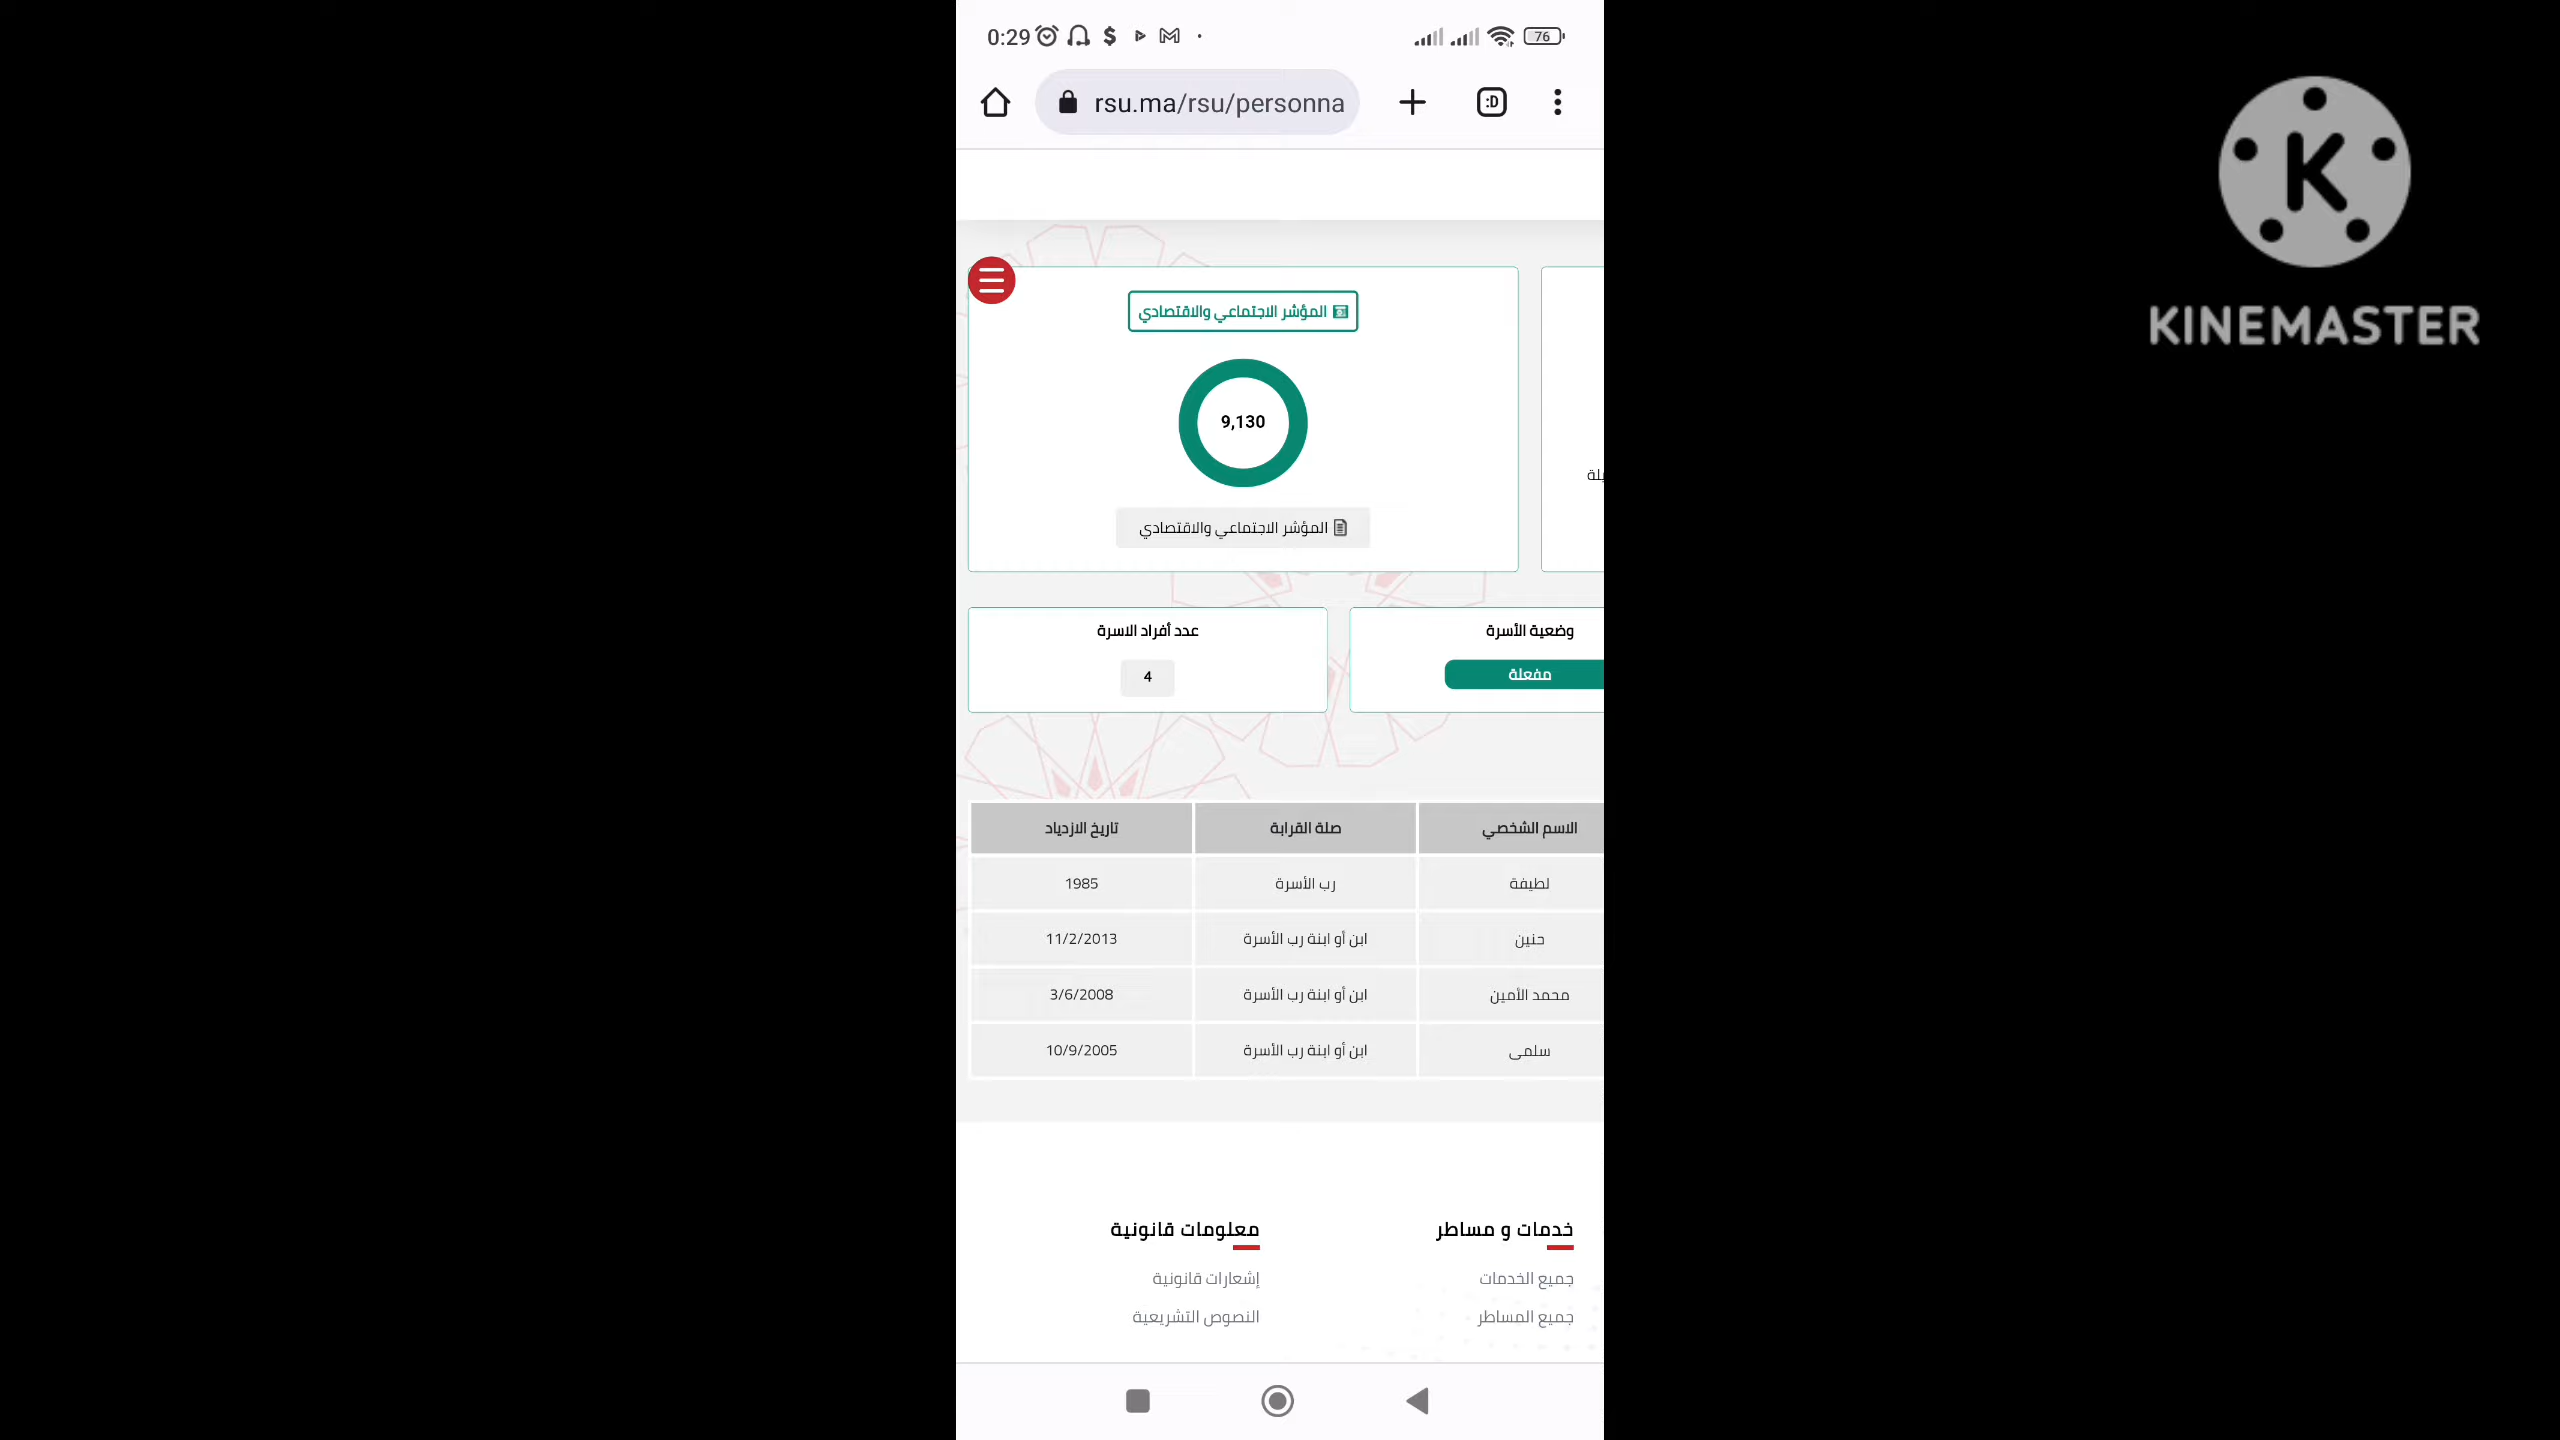 0:29
76
rsu.ma/rsu/personna
:D
KINEMASTER
المؤشر الاجتماعي والاقتصادي
9,130
المؤشر الاجتماعي والاقتصادي
وضعية الأسرة
مفعلة
عدد أفراد الاسرة
4
الاسم الشخصي صلة القرابة تاريخ الازدياد
لطيفة رب الأسرة 1985
حنين ابن أو ابنة رب الأسرة 11/2/2013
محمد الأمين ابن أو ابنة رب الأسرة 3/6/2008
سلمى ابن أو ابنة رب الأسرة 10/9/2005
خدمات و مساطر
جميع الخدمات
جميع المساطر
معلومات قانونية
إشعارات قانونية
النصوص التشريعية